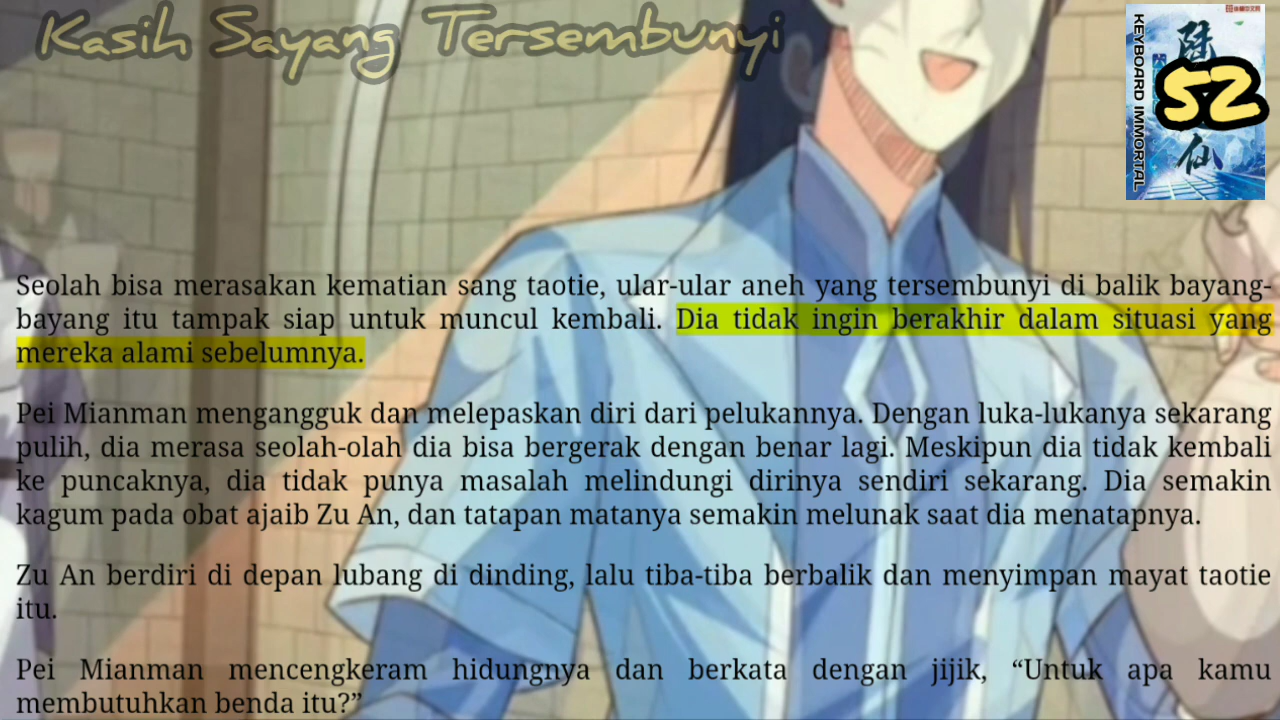 Kasih Sayang Tersembunyi
KEYBOARD IMMORTAL
52
仙
Seolah bisa merasakan kematian sang taotie, ular-ular aneh yang tersembunyi di balik bayang-
bayang itu tampak siap untuk muncul kembali. Dia tidak ingin berakhir dalam situasi yang
mereka alami sebelumnya.
Pei Mianman mengangguk dan melepaskan diri dari pelukannya. Dengan luka-lukanya sekarang
pulih, dia merasa seolah-olah dia bisa bergerak dengan benar lagi. Meskipun dia tidak kembali
ke puncaknya, dia tidak punya masalah melindungi dirinya sendiri sekarang. Dia semakin
kagum pada obat ajaib Zu An, dan tatapan matanya semakin melunak saat dia menatapnya.
Zu An berdiri di depan lubang di dinding, lalu tiba-tiba berbalik dan menyimpan mayat taotie
itu.
Pei Mianman mencengkeram hidungnya dan berkata dengan jijik, “Untuk apa kamu
membutuhkan benda itu?”